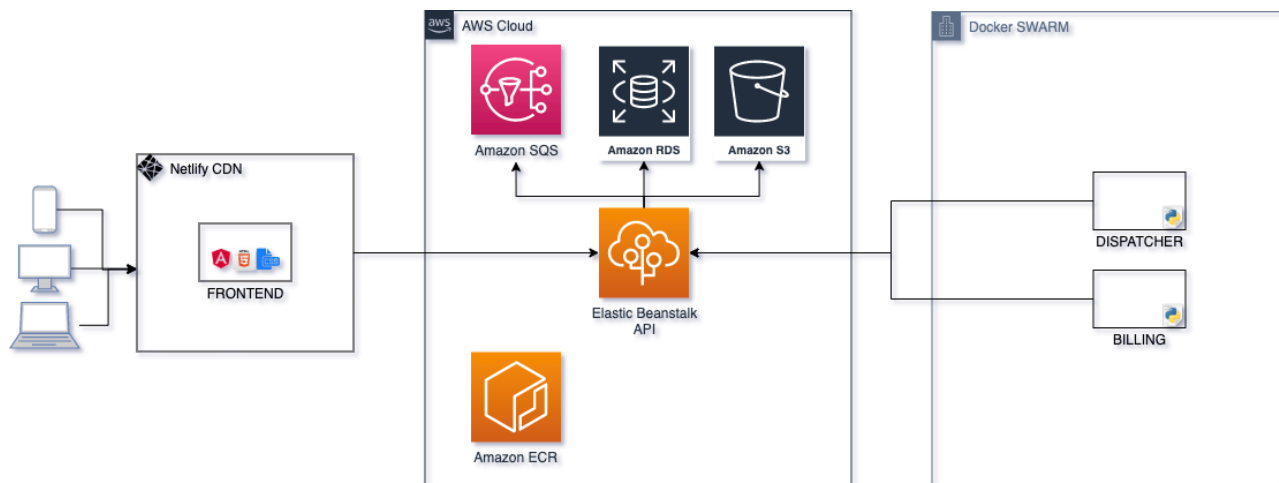 aws
AWS Cloud
Docker SWARM
Amazon SQS
Amazon RDS
Amazon S3
Netlify CDN
DISPATCHER
FRONTEND
Elastic Beanstalk
API
BILLING
Amazon ECR